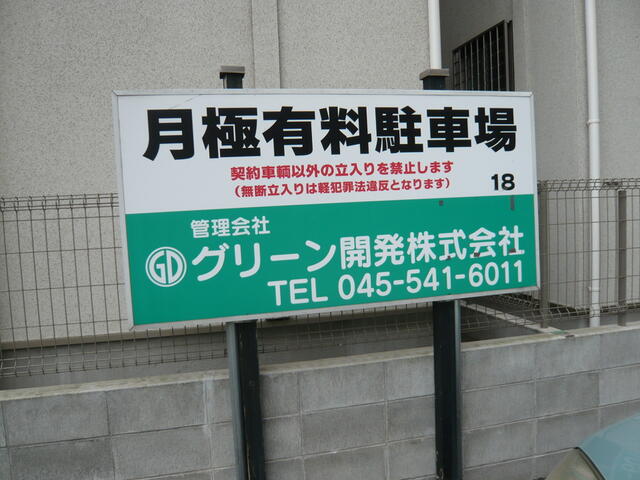 月極有料駐車場
契約車輌以外の立入りを禁止します
（無断立入りは軽犯罪法違反となります）
18
管理会社
GD グリーン開発株式会社
TEL 045-541-6011